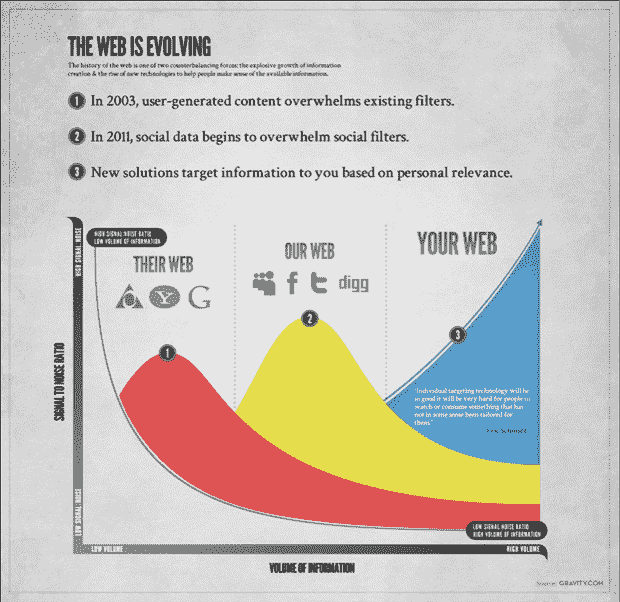 THE WEB IS EVOLVING
The history of the web is one of two counterbalancing forces: the explosive growth of information
creation & the rise of new technologies to help people make sense of the available information.
1 In 2003, user-generated content overwhelms existing filters.
2 In 2011, social data begins to overwhelm social filters.
3 New solutions target information to you based on personal relevance.
HIGH SIGNAL NOISE
HIGH SIGNAL NOISE RATIO
LOW VOLUME OF INFORMATION
THEIR WEB
Y G
OUR WEB
f t digg
YOUR WEB
1
2
3
SIGNAL TO NOISE RATIO
"Individual targeting technology will be
so good it will be very hard for people to
watch or consume something that has
not in some sense been tailored for
them."
Eric Schmidt
LOW SIGNAL NOISE
LOW SIGNAL NOISE RATIO
HIGH VOLUME OF INFORMATION
LOW VOLUME
HIGH VOLUME
VOLUME OF INFORMATION
Source: GRAVITY.COM